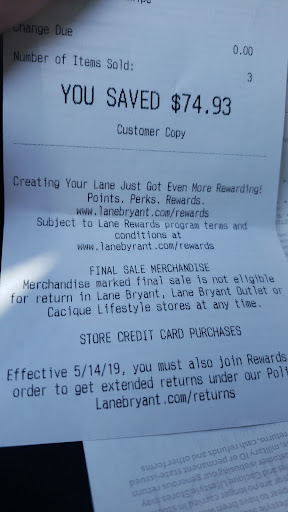 Change Due
0.00
Number of Items Sold:
3
YOU SAVED $74.93
Customer Copy
Creating Your Lane Just Got Even More Rewarding!
Points. Perks. Rewards.
www.lanebryant.com/rewards
Subject to Lane Rewards program terms and
conditions at
www.lanebyrant.com/rewards
FINAL SALE MERCHANDISE
Merchandise marked final sale is not eligible
for return in Lane Bryant, Lane Bryant Outlet or
Cacique Lifestyle stores at any time.
STORE CREDIT CARD PURCHASES
Effective 5/14/19, you must also join Rewards
order to get extended returns under our Poli
Lanebryant.com/returns